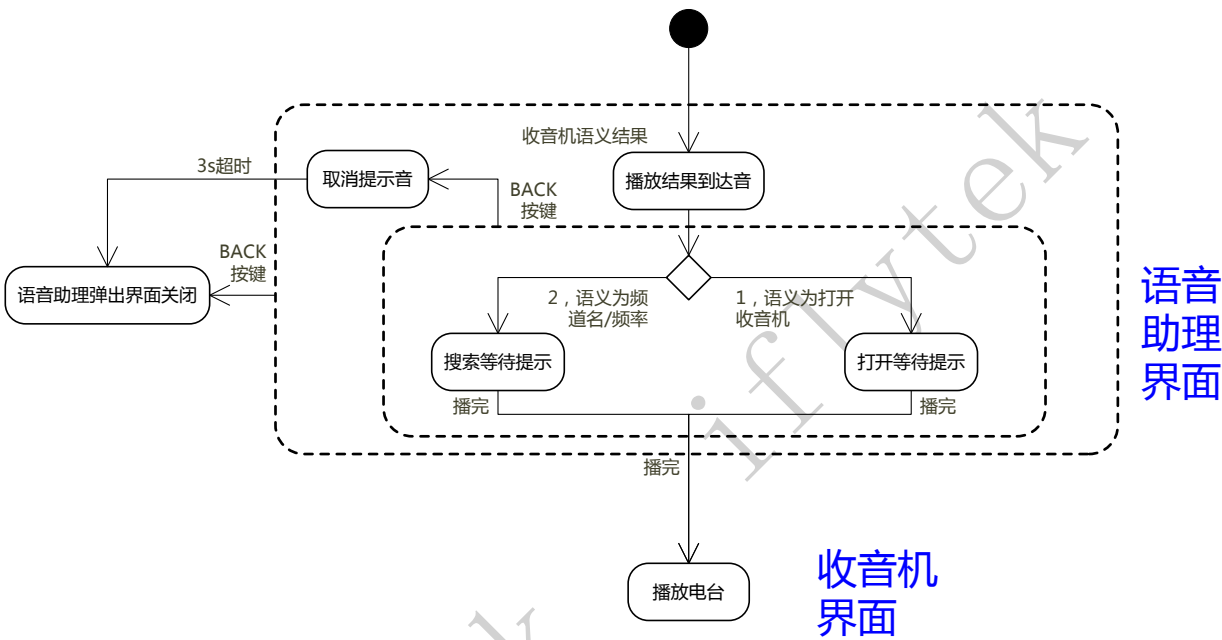 收音机语义结果
3s超时
取消提示音
播放结果到达音
BACK
按键
BACK
按键
语音助理弹出界面关闭
2，语义为频
道名/频率
1，语义为打开
收音机
语音
助理
界面
搜索等待提示
打开等待提示
播完
播完
播完
播放电台
收音机
界面
iflytek
k